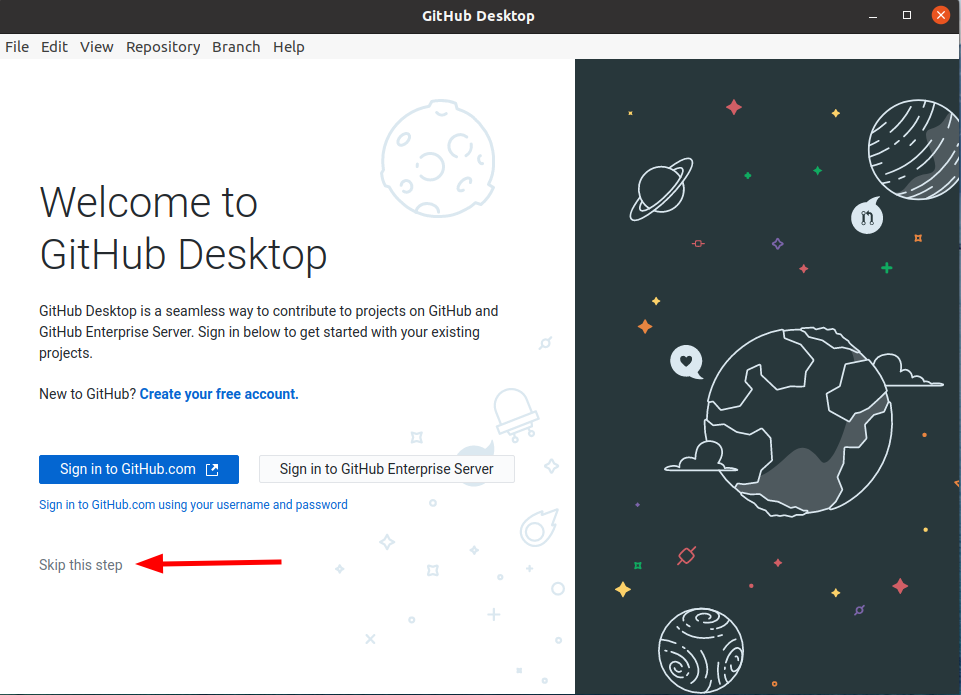 GitHub Desktop
File Edit View Repository Branch Help
Welcome to
GitHub Desktop
GitHub Desktop is a seamless way to contribute to projects on GitHub and
GitHub Enterprise Server. Sign in below to get started with your existing
projects.
New to GitHub? Create your free account.
Sign in to GitHub.com Sign in to GitHub Enterprise Server
Sign in to GitHub.com using your username and password
Skip this step